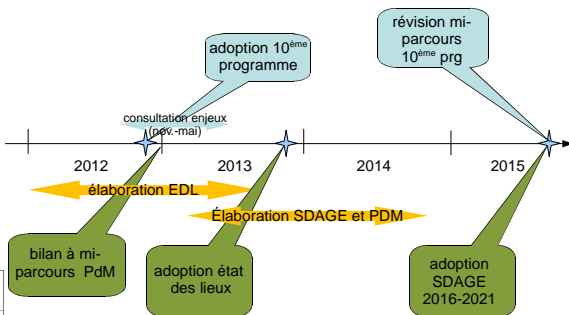 révision mi-
parcours
10ème prg
adoption 10ème
programme
consultation enjeux
(nov.-mai)
2012
2013
2014
2015
élaboration EDL
Élaboration SDAGE et PDM
bilan à mi-
parcours PdM
adoption état
des lieux
adoption
SDAGE
2016-2021